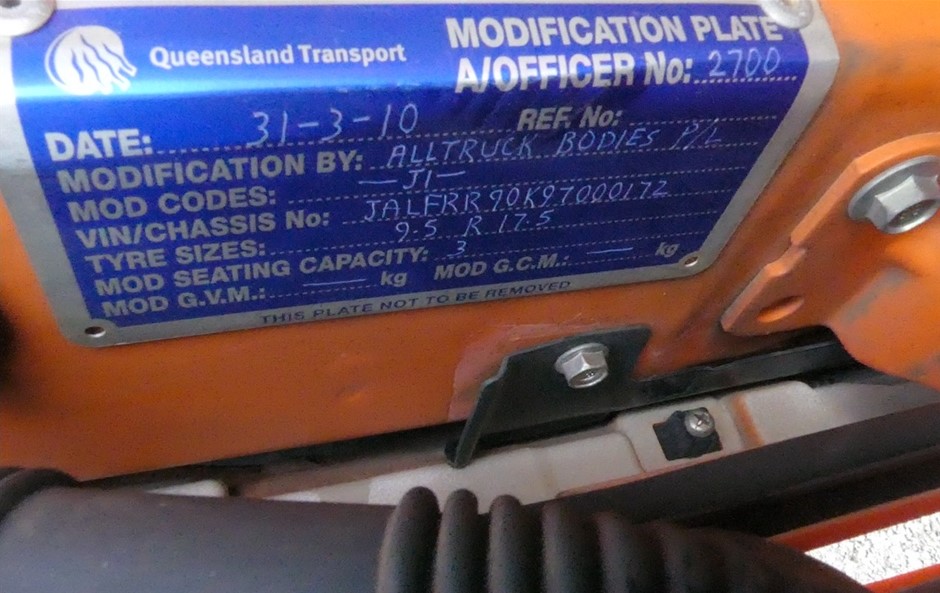 Queensland Transport
MODIFICATION PLATE
A/OFFICER No: 2700
DATE: 31-3-10 REF. No:
MODIFICATION BY: ALLTRUCK BODIES P/L
MOD CODES: —J1—
VIN/CHASSIS No: JALFRR90K97000172
TYRE SIZES: 9.5 R 17.5
MOD SEATING CAPACITY: 3
MOD G.V.M.: — kg MOD G.C.M.: — kg
THIS PLATE NOT TO BE REMOVED